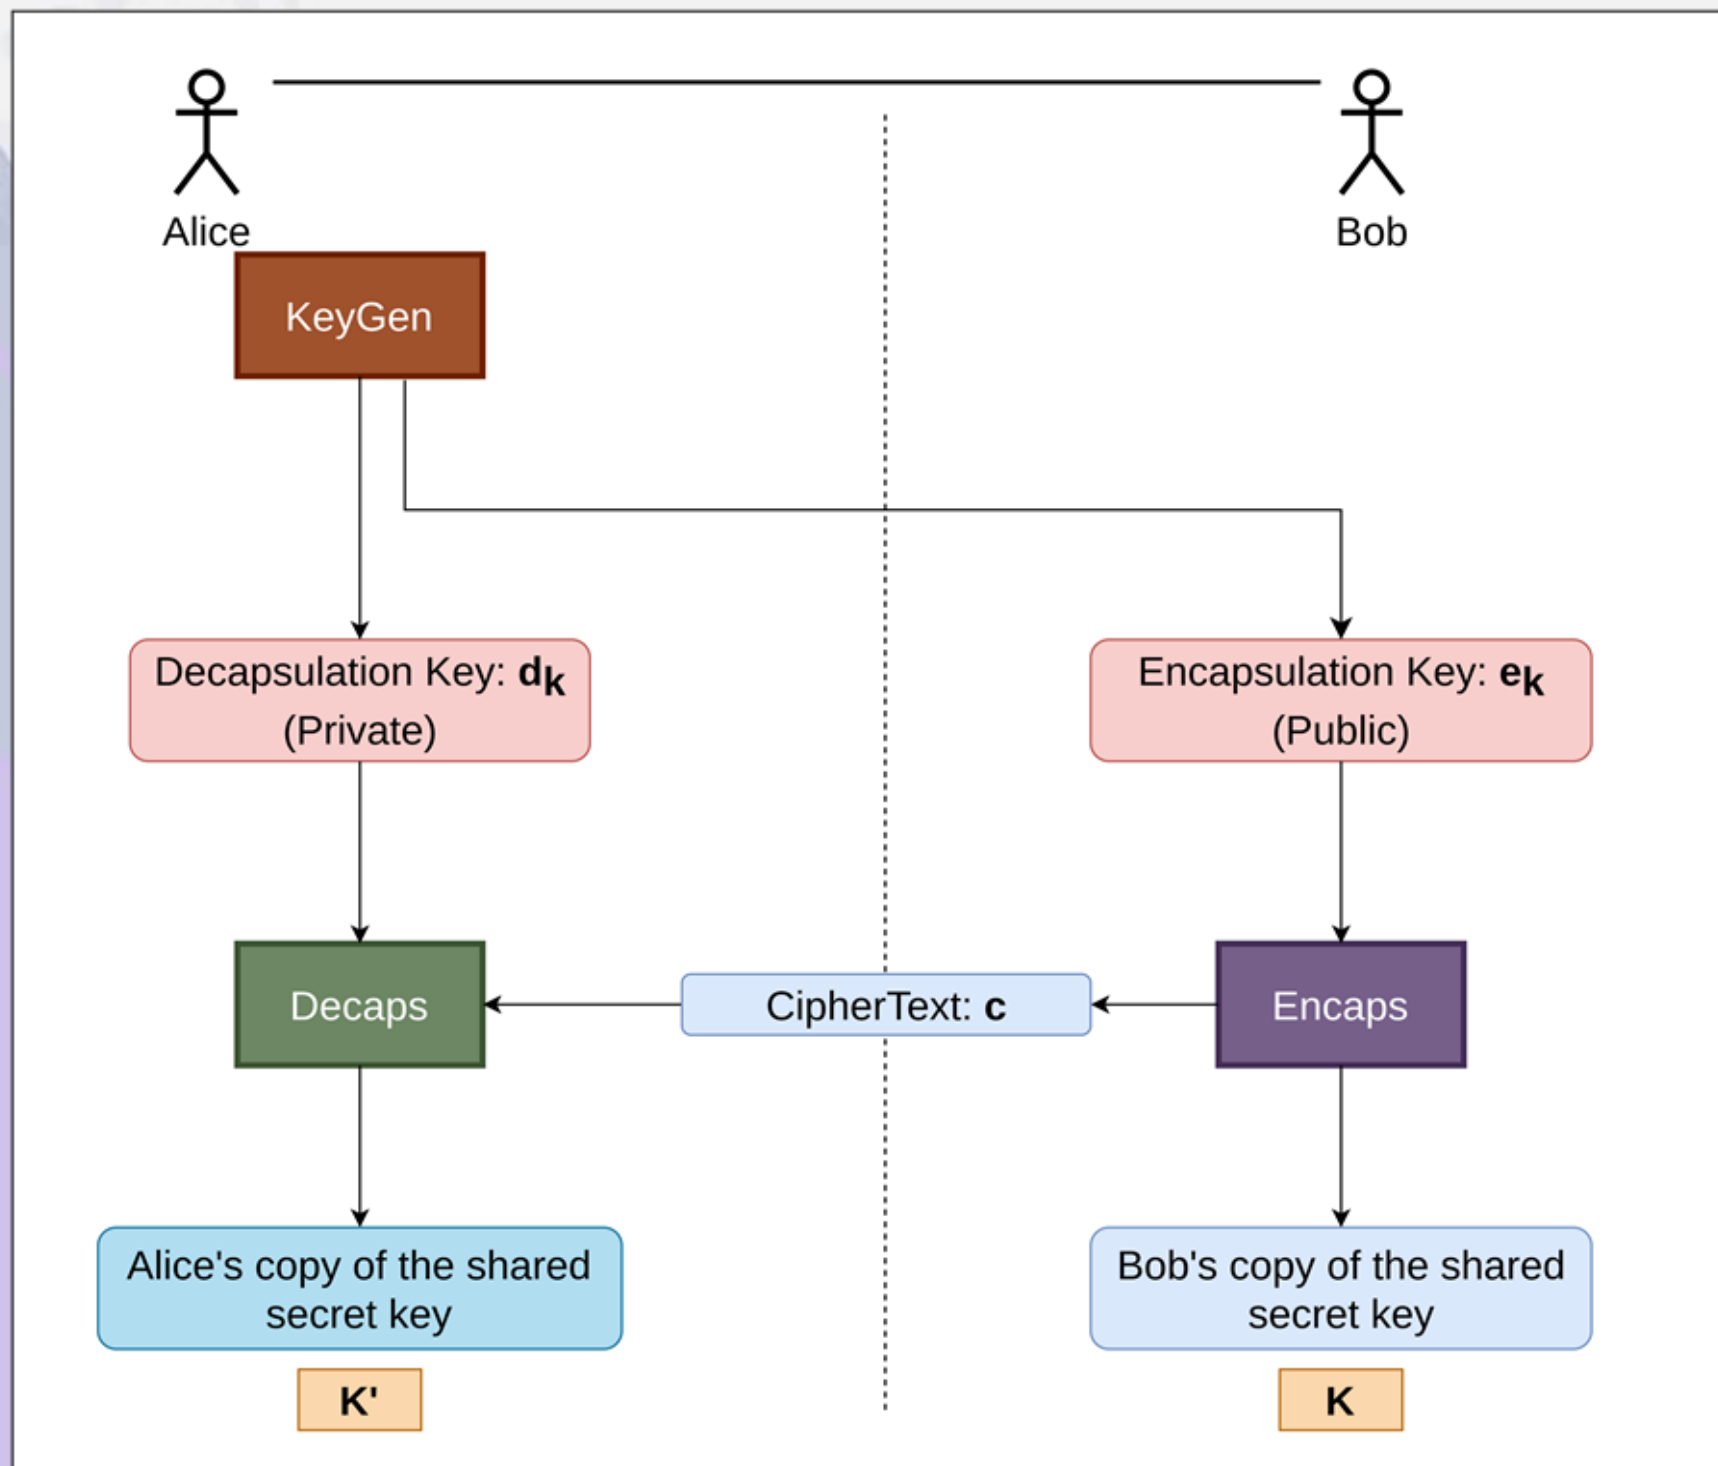 Alice
Bob
KeyGen
Decapsulation Key: dk
(Private)
Encapsulation Key: ek
(Public)
Decaps
CipherText: c
Encaps
Alice's copy of the shared
secret key
Bob's copy of the shared
secret key
K'
K